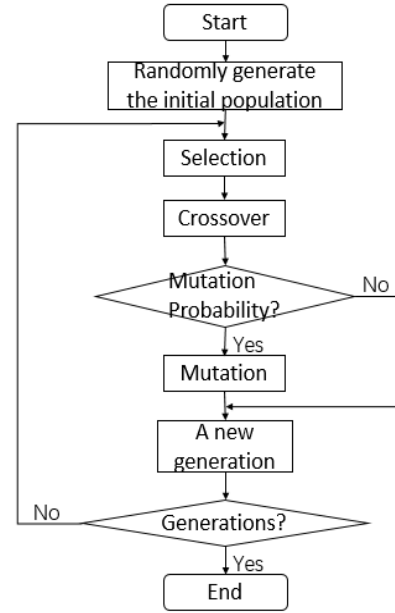 Start
Randomly generate
the initial population
Selection
Crossover
Mutation
Probability?
No
Yes
Mutation
A new
generation
No
Generations?
Yes
End